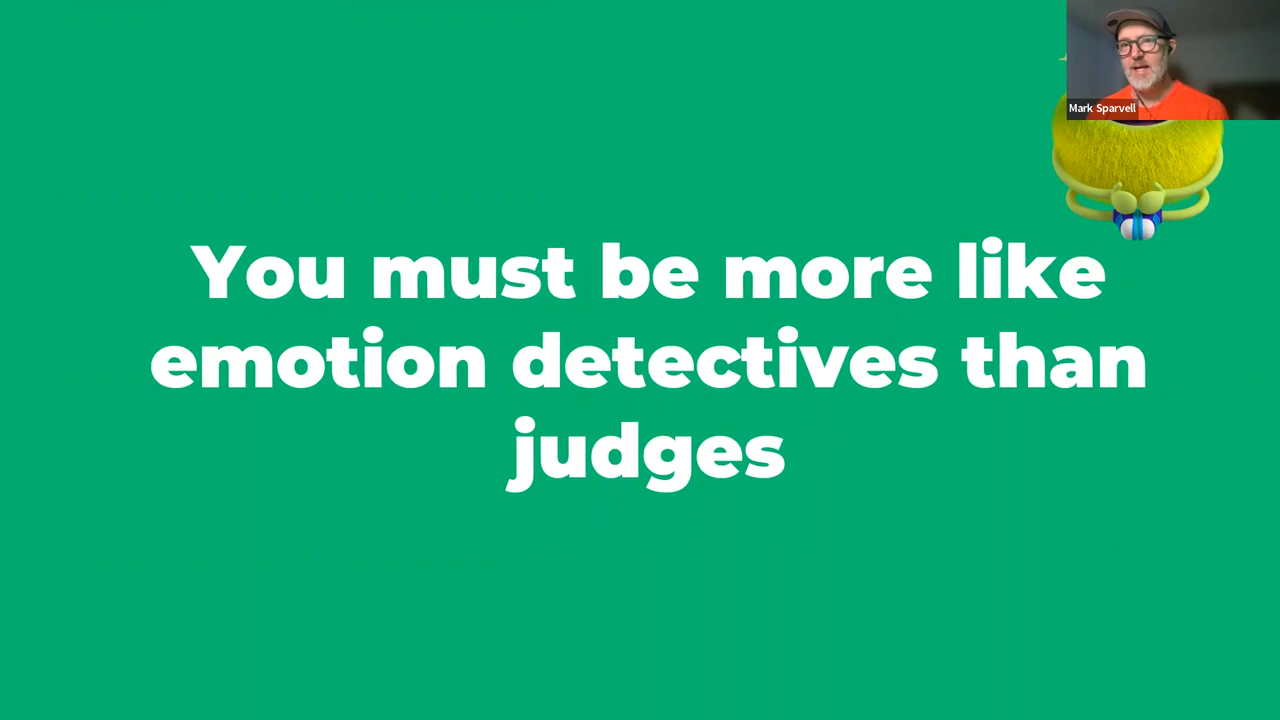 Mark Sparvell
You must be more like
emotion detectives than
judges